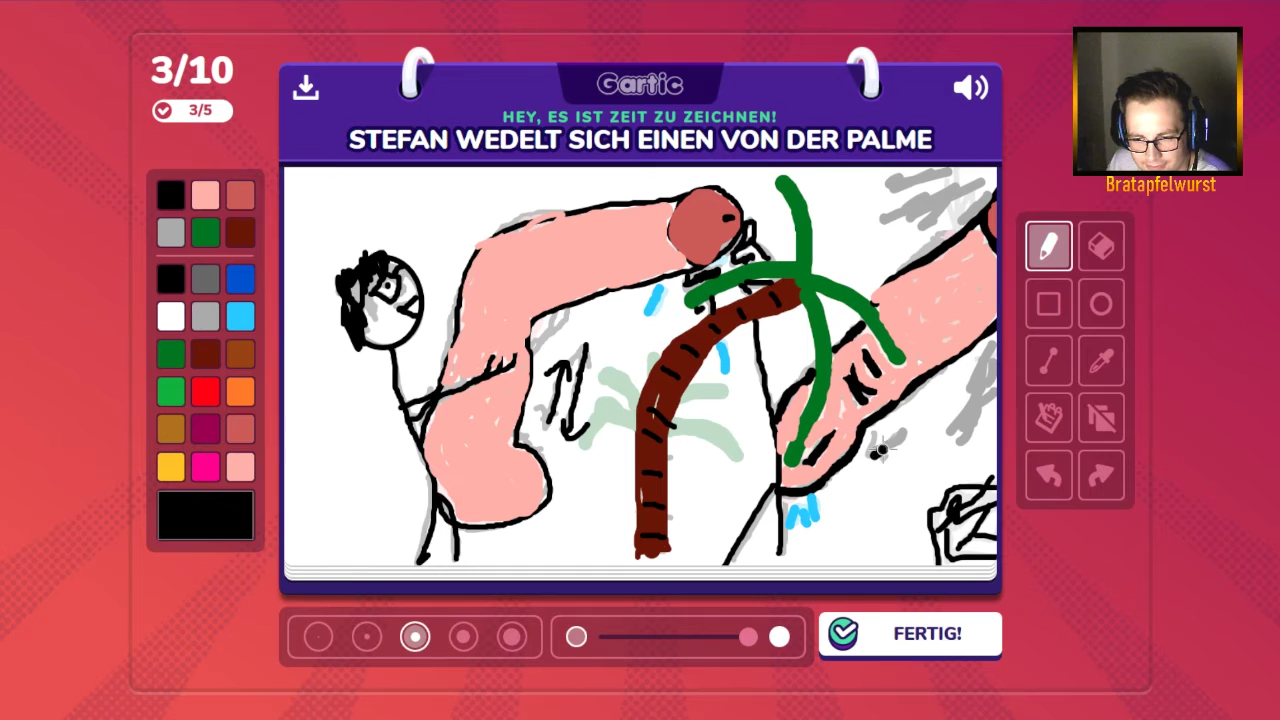 3/10
3/5
Gartic
HEY, ES IST ZEIT ZU ZEICHNEN!
STEFAN WEDELT SICH EINEN VON DER PALME
Bratapfelwurst
FERTIG!